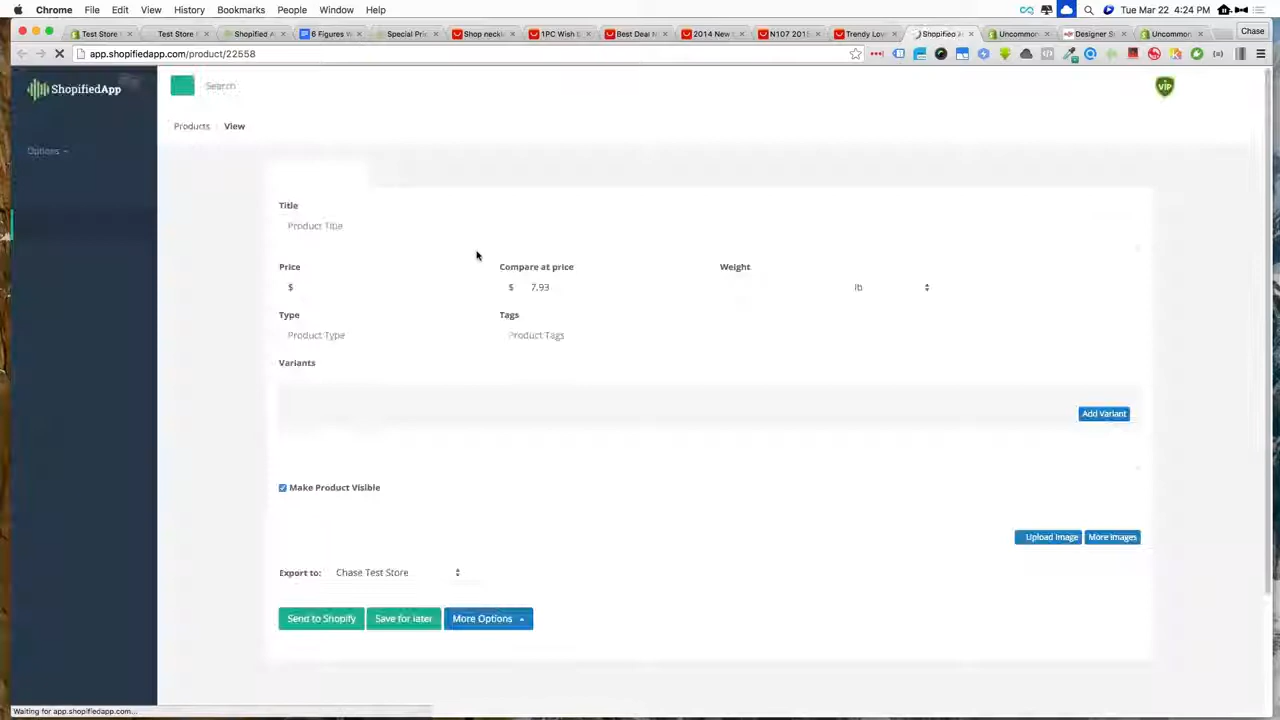 Chrome File Edit View History Bookmarks People Window Help Tue Mar 22 4:24 PM
Test Store Test Store Shopified A 6 Figures W Special Pric Shop neckl 1PC Wish B Best Deal N 2014 New N107 201 Trendy Lov Shopified A Uncommon Designer S Uncommon Chase
app.shopifiedapp.com/product/22558
ShopifiedApp
Search
VIP
Products View
Options
Title
Product Title
Price Compare at price Weight
$ $ 7.93 lb
Type Tags
Product Type Product Tags
Variants
Add Variant
Make Product Visible
Upload Image More Images
Export to: Chase Test Store
Send to Shopify Save for later More Options
Waiting for app.shopifiedapp.com...